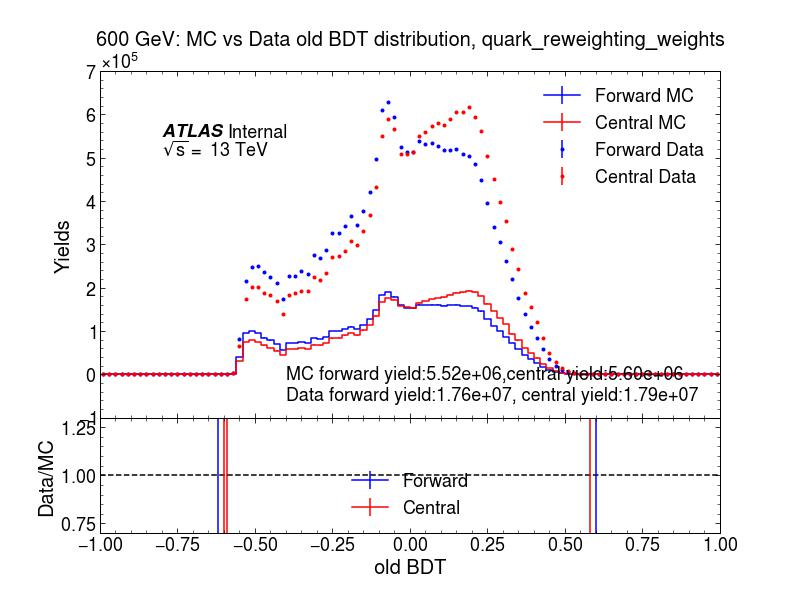 600 GeV: MC vs Data old BDT distribution, quark_reweighting_weights
×10⁵
7
6
5
4
3
2
1
0
−1
Yields
ATLAS Internal
√s = 13 TeV
Forward MC
Central MC
Forward Data
Central Data
MC forward yield:5.52e+06,central yield:5.60e+06
Data forward yield:1.76e+07, central yield:1.79e+07
1.25
1.00
0.75
Data/MC
Forward
Central
−1.00 −0.75 −0.50 −0.25 0.00 0.25 0.50 0.75 1.00
old BDT